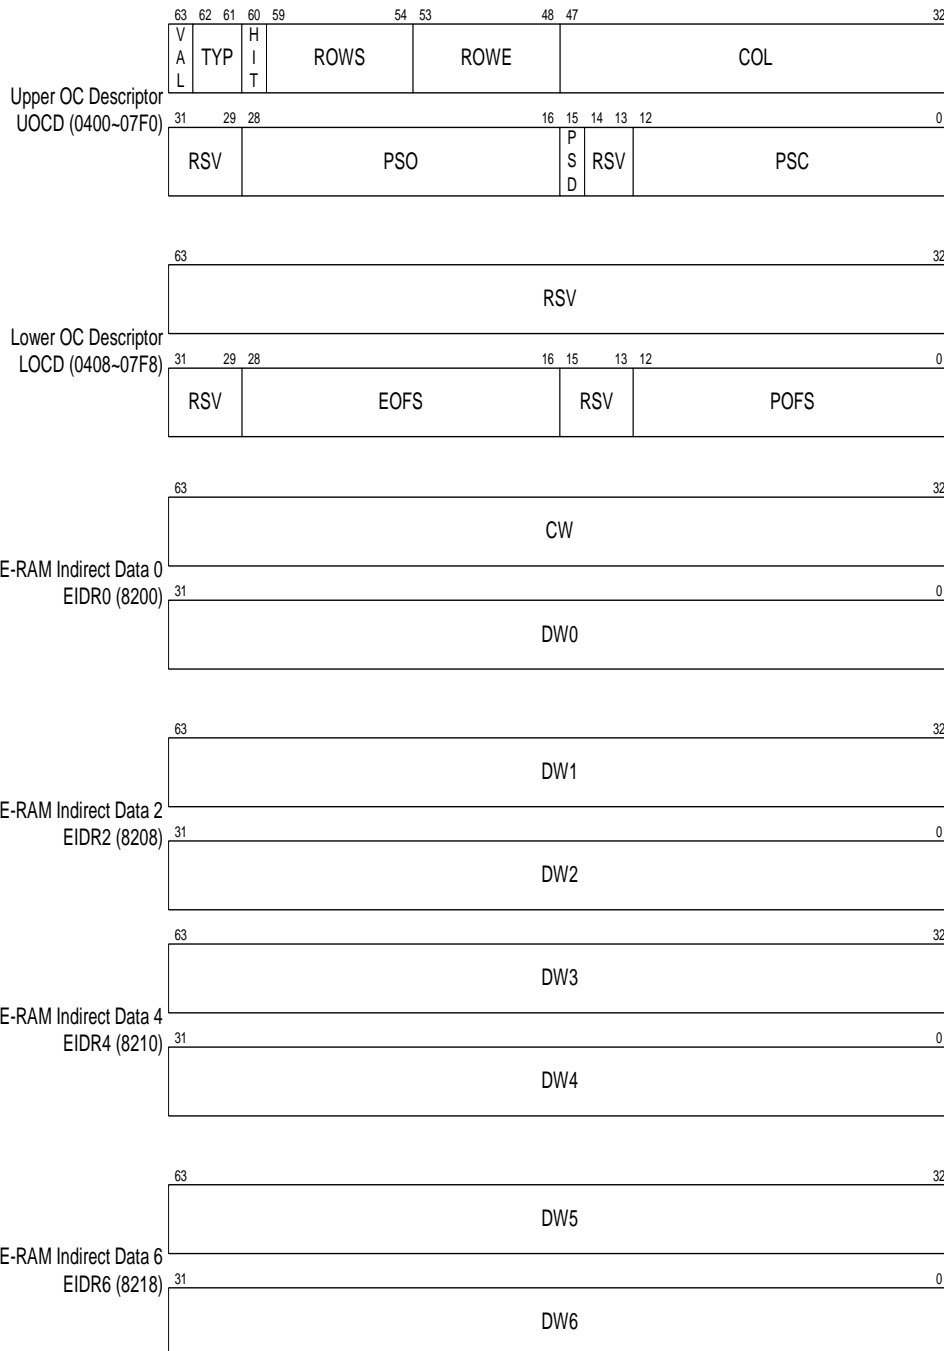 63 62 61 60 59 54 53 48 47 32
VAL TYP HIT ROWS ROWE COL
Upper OC Descriptor
UOCD (0400~07F0)
31 29 28 16 15 14 13 12 0
RSV PSO PSD RSV PSC
63 32
RSV
Lower OC Descriptor
LOCD (0408~07F8)
31 29 28 16 15 13 12 0
RSV EOFS RSV POFS
63 32
CW
E-RAM Indirect Data 0
EIDR0 (8200)
31 0
DW0
63 32
DW1
E-RAM Indirect Data 2
EIDR2 (8208)
31 0
DW2
63 32
DW3
E-RAM Indirect Data 4
EIDR4 (8210)
31 0
DW4
63 32
DW5
E-RAM Indirect Data 6
EIDR6 (8218)
31 0
DW6